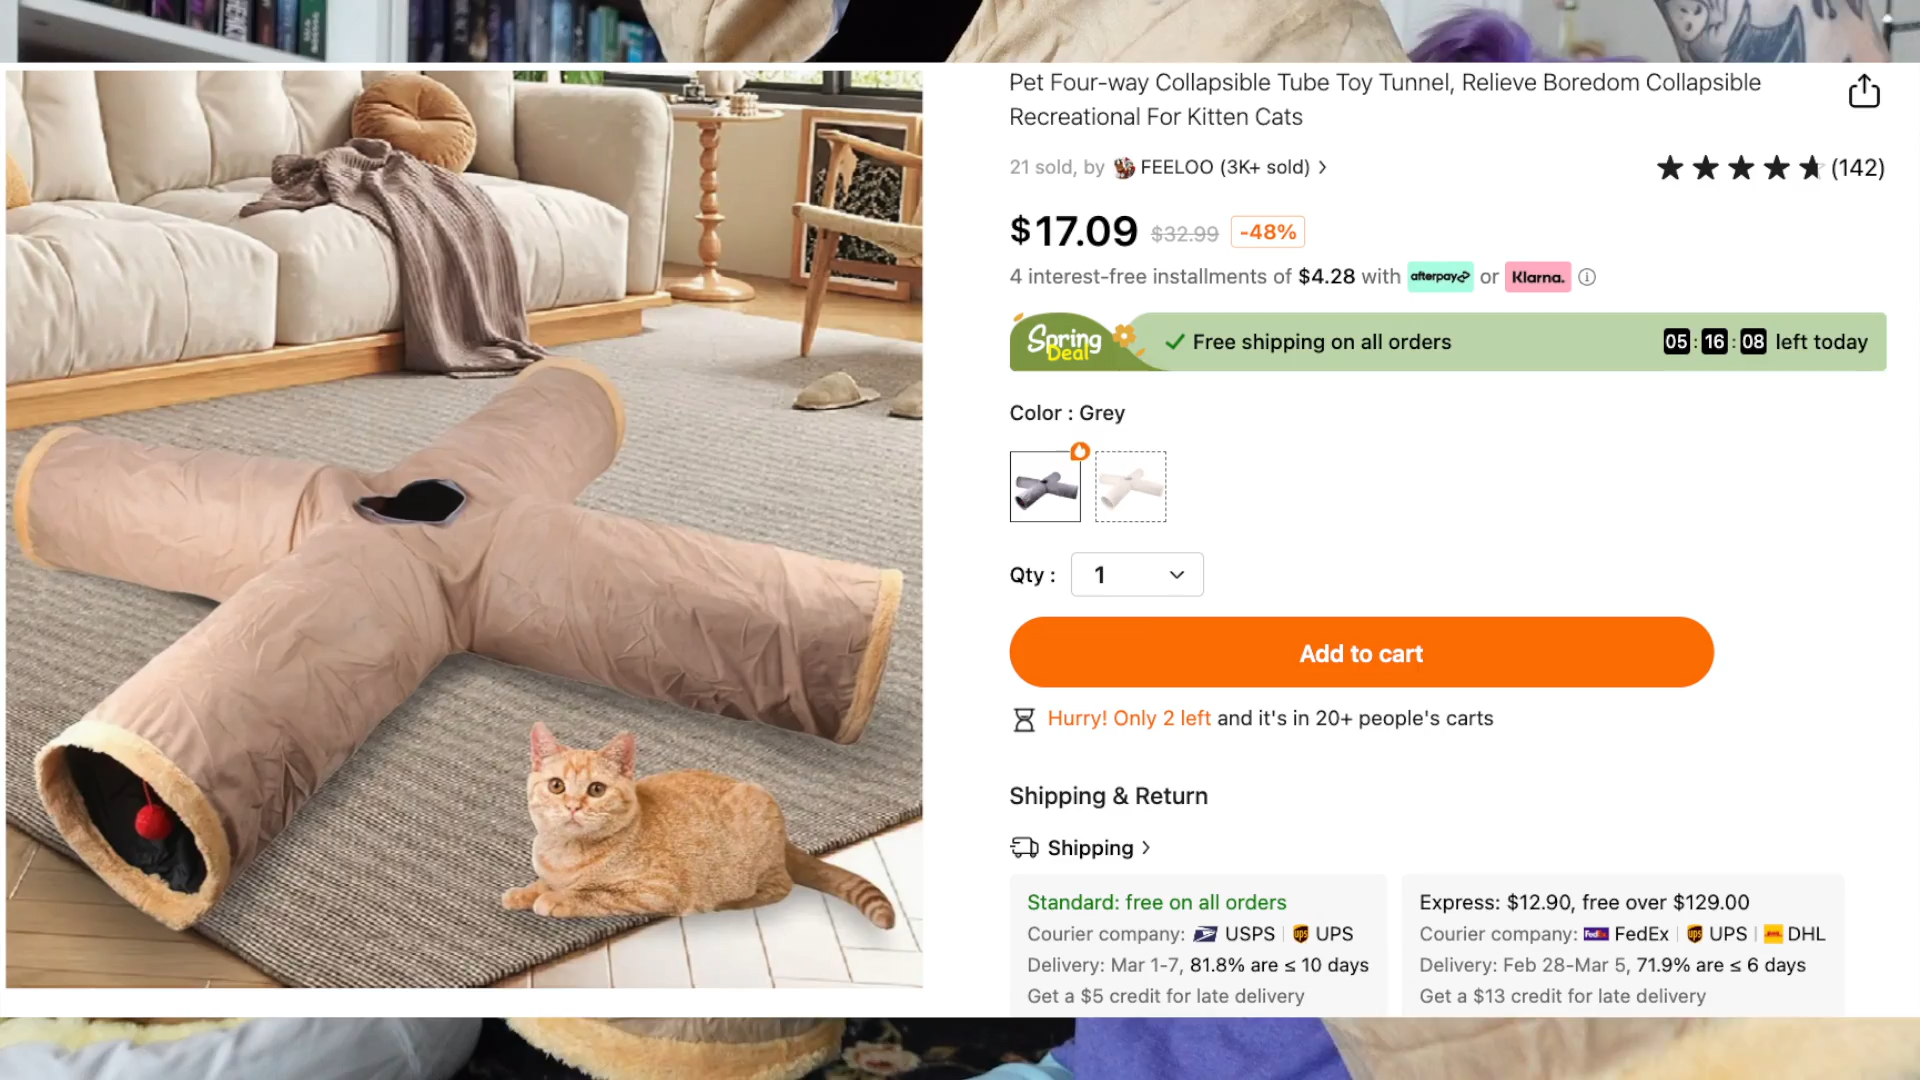 Pet Four-way Collapsible Tube Toy Tunnel, Relieve Boredom Collapsible
Recreational For Kitten Cats
21 sold, by FEELOO (3K+ sold) >
(142)
$17.09 $32.99 -48%
4 interest-free installments of $4.28 with afterpay or Klarna.
Spring Deal
Free shipping on all orders
05 : 16 : 08 left today
Color : Grey
Qty : 1
Add to cart
Hurry! Only 2 left and it's in 20+ people's carts
Shipping & Return
Shipping >
Standard: free on all orders
Courier company: USPS | UPS
Delivery: Mar 1-7, 81.8% are ≤ 10 days
Get a $5 credit for late delivery
Express: $12.90, free over $129.00
Courier company: FedEx FedEx | UPS | DHL
Delivery: Feb 28-Mar 5, 71.9% are ≤ 6 days
Get a $13 credit for late delivery